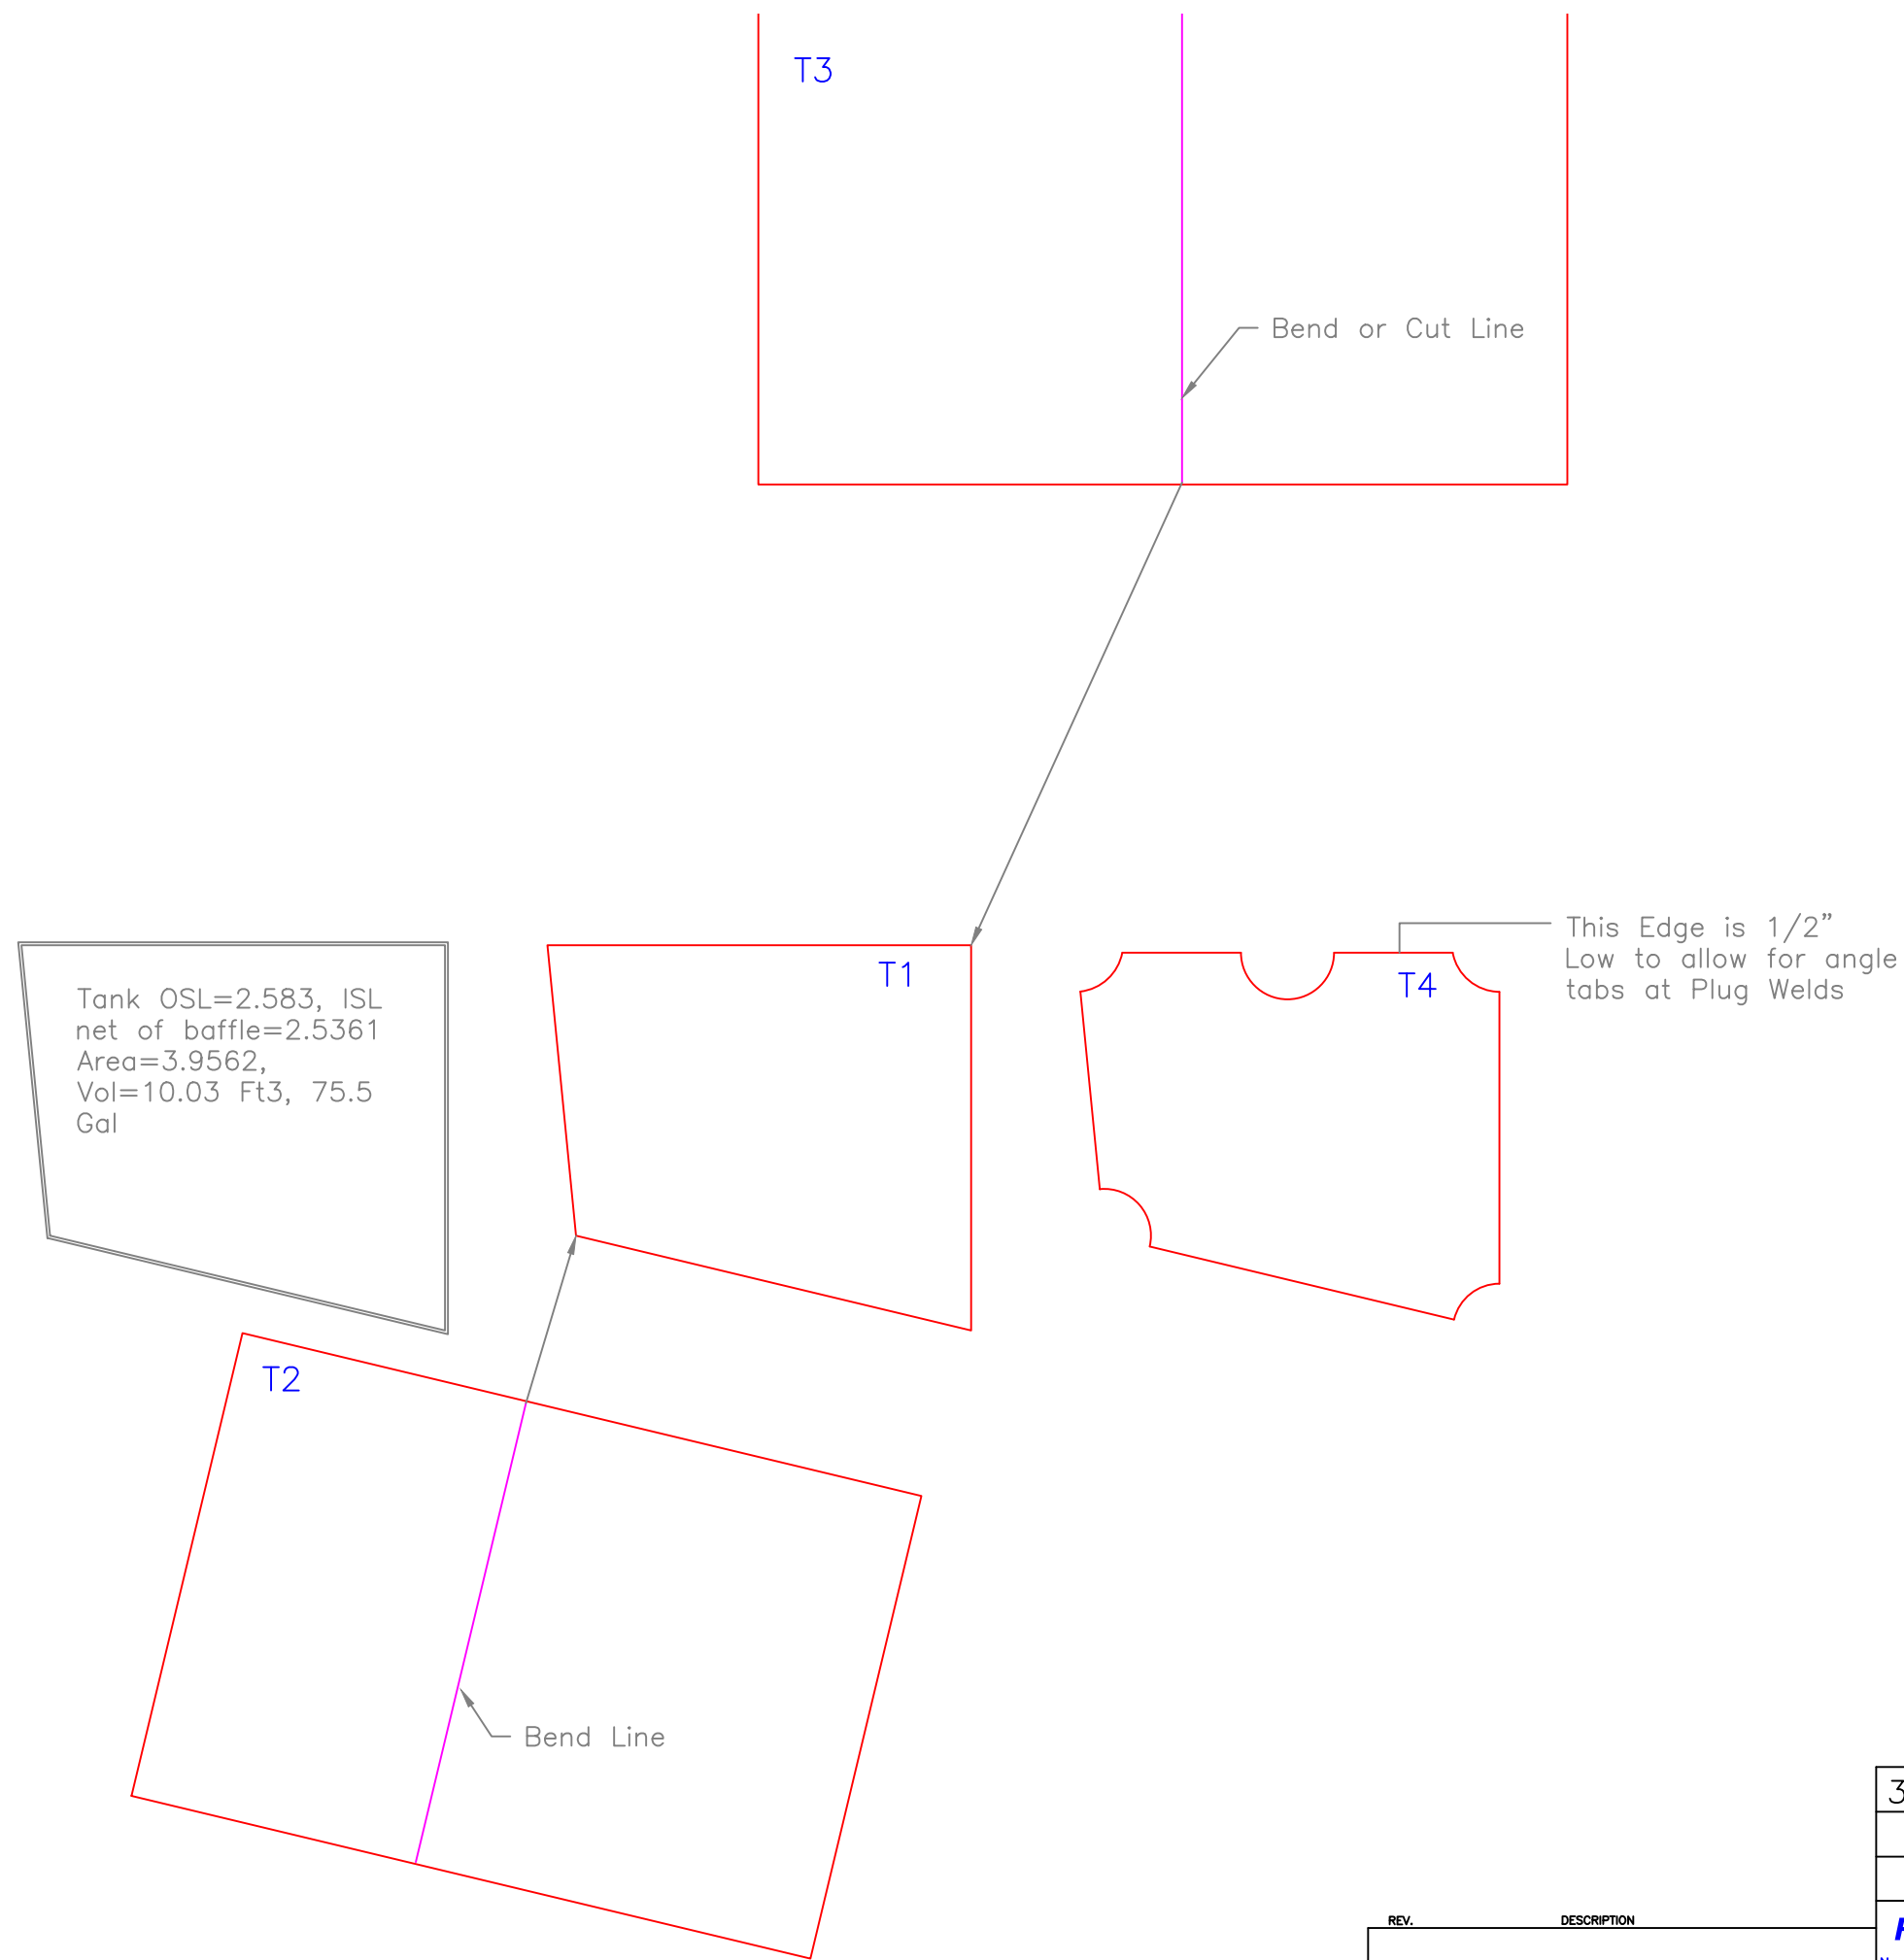 T3
Bend or Cut Line
This Edge is 1/2"
Low to allow for angle
tabs at Plug Welds
T1
T4
Tank OSL=2.583, ISL
net of baffle=2.5361
Area=3.9562,
Vol=10.03 Ft3, 75.5
Gal
T2
Bend Line
3
REV. DESCRIPTION